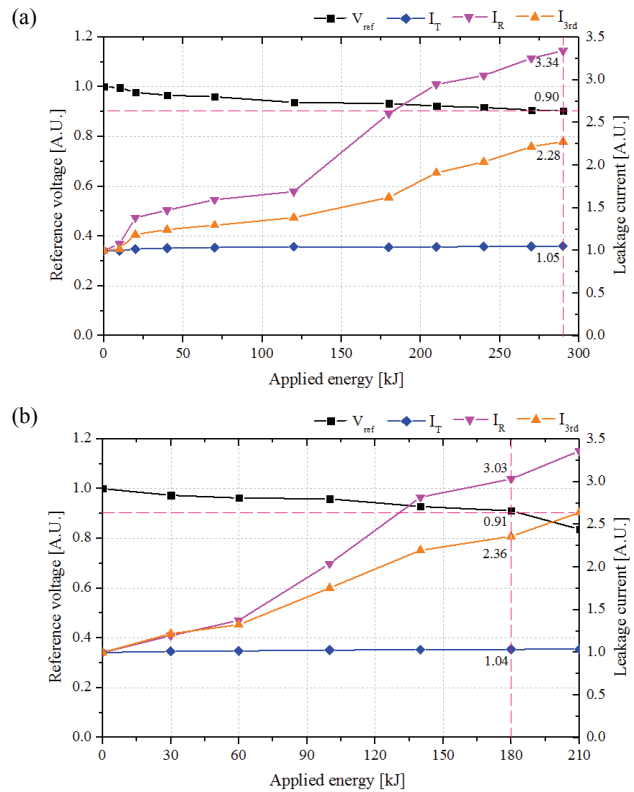 (a)
V_ref I_T I_R I_3rd
1.2 3.5
3.34
1.0 3.0
0.90
0.8 2.5
2.28
2.0
0.6
1.5
0.4 1.0
1.05
0.2 0.5
0.0 0.0
0 50 100 150 200 250 300
Reference voltage [A.U.]
Leakage current [A.U.]
Applied energy [kJ]
(b)
V_ref I_T I_R I_3rd
1.2 3.5
3.03
1.0 3.0
2.5
0.91
0.8
2.36
2.0
0.6
1.5
0.4
1.04
1.0
0.2 0.5
0.0 0.0
0 30 60 90 120 150 180 210
Reference voltage [A.U.]
Leakage current [A.U.]
Applied energy [kJ]